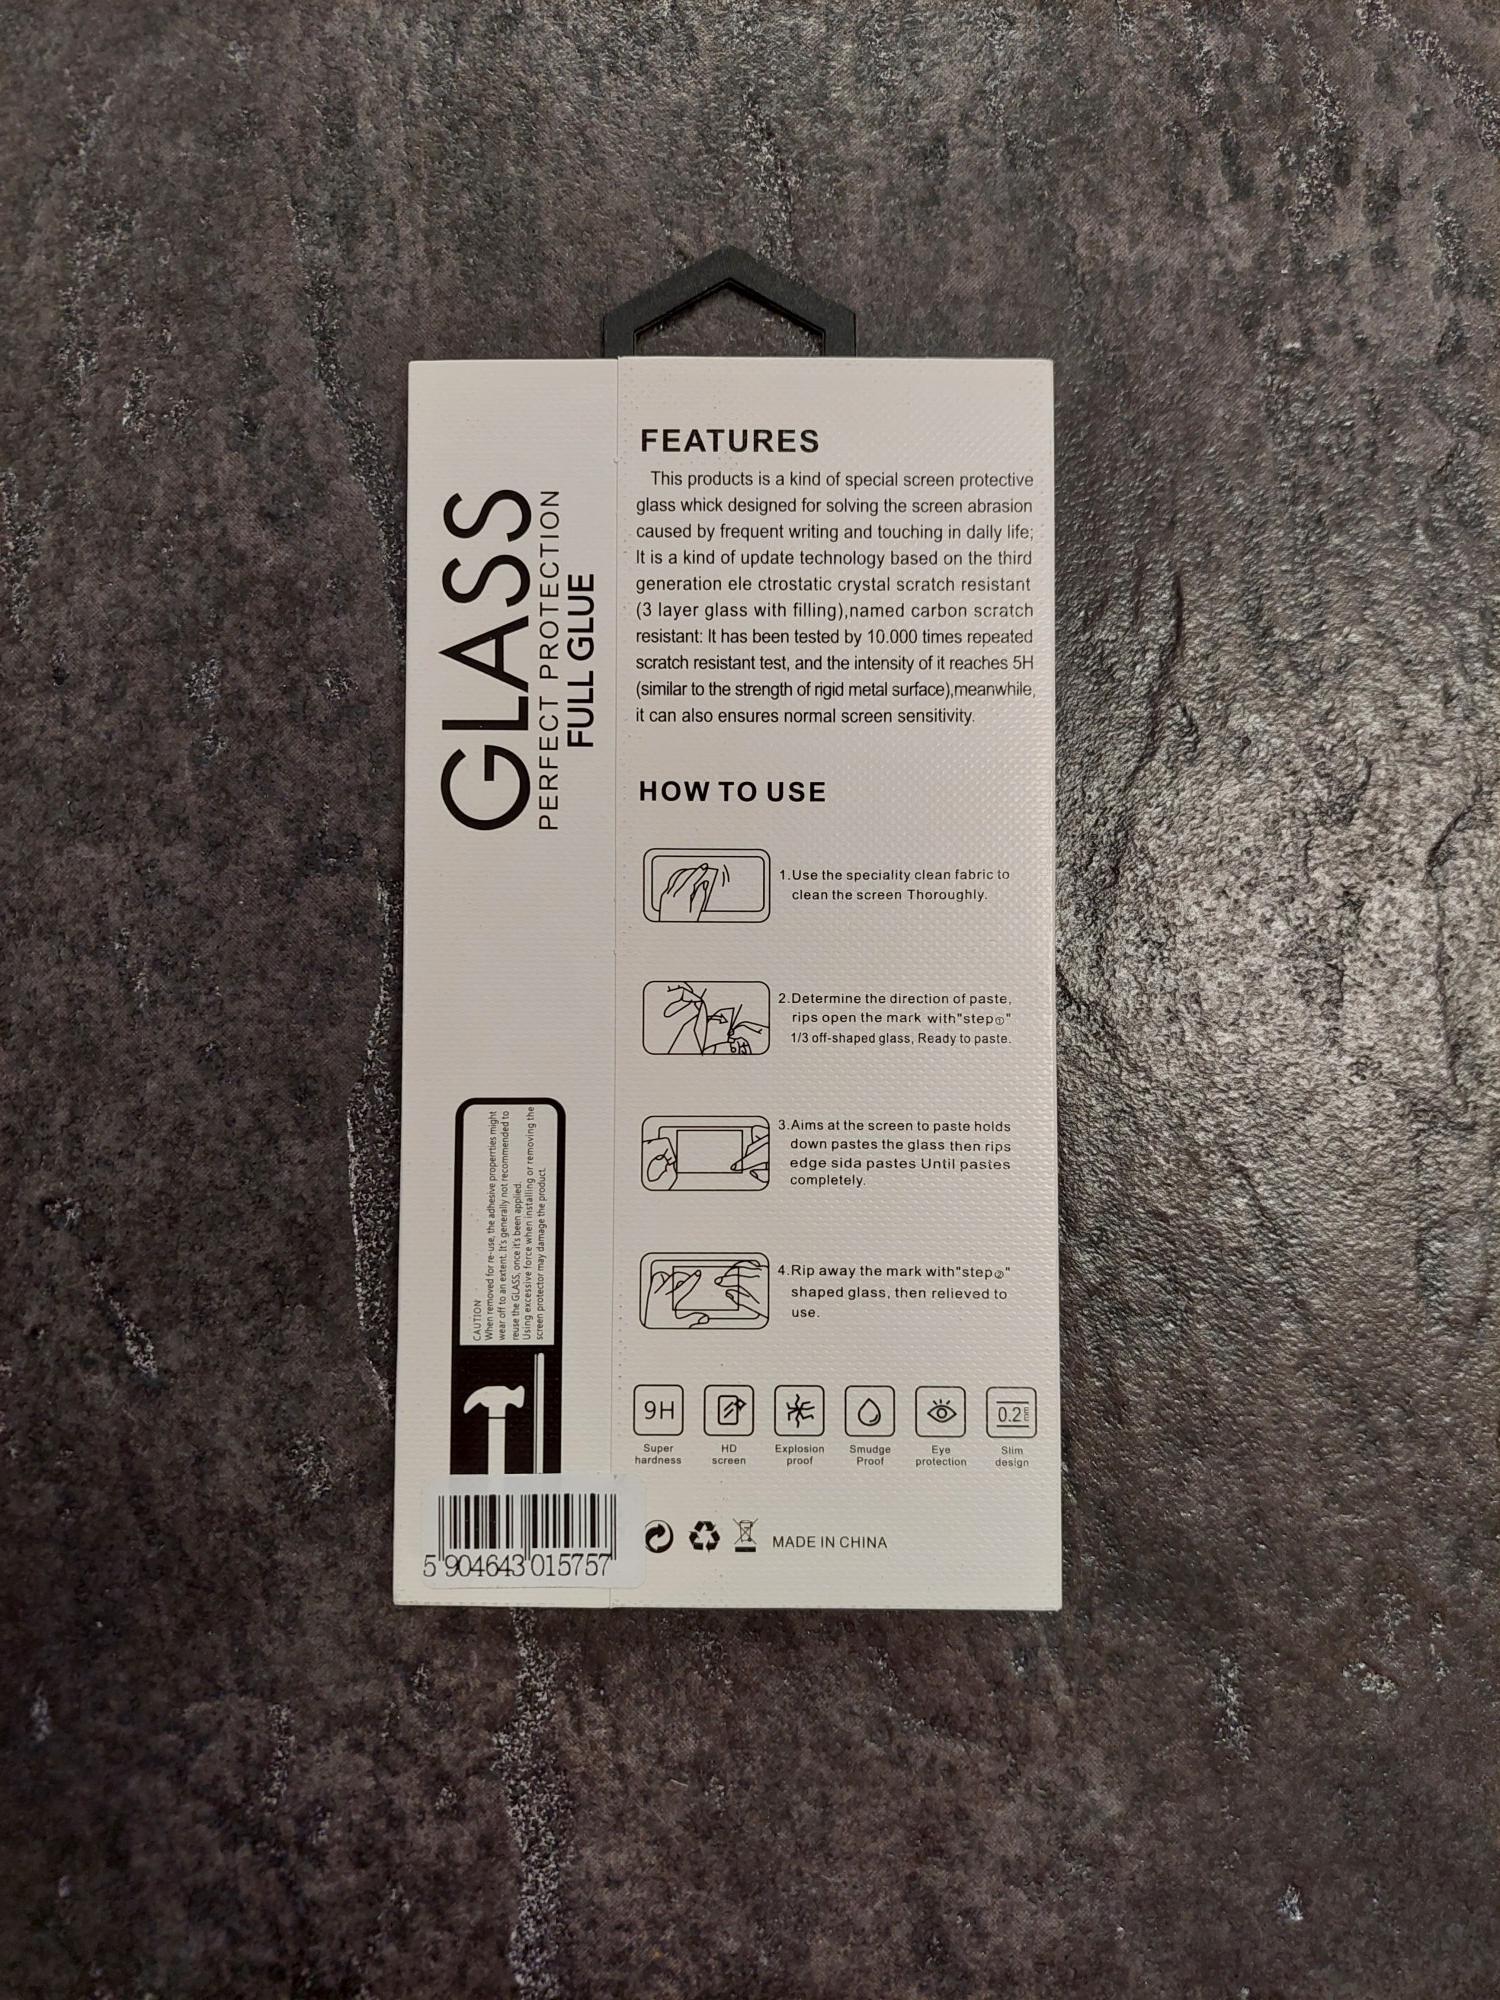 GLASS
PERFECT PROTECTION
FULL GLUE
CAUTION
When removed for re-use, the adhesive properrties might
wear off to an extent. It's generally not recommended to
reuse the GLASS, once it's been applied.
Using excessive force when installing or removing the
screen protector may damage the product.
5 904643 015757
FEATURES
This products is a kind of special screen protective
glass whick designed for solving the screen abrasion
caused by frequent writing and touching in daily life;
It is a kind of update technology based on the third
generation ele ctrostatic crystal scratch resistant
(3 layer glass with filling),named carbon scratch
resistant: It has been tested by 10.000 times repeated
scratch resistant test, and the intensity of it reaches 5H
(similar to the strength of rigid metal surface),meanwhile,
it can also ensures normal screen sensitivity.
HOW TO USE
1.Use the speciality clean fabric to
clean the screen Thoroughly.
2.Determine the direction of paste,
rips open the mark with"step①"
1/3 off-shaped glass, Ready to paste.
3.Aims at the screen to paste holds
down pastes the glass then rips
edge sida pastes Until pastes
completely.
4.Rip away the mark with"step②"
shaped glass, then relieved to
use.
9H
0.2mm
Super hardness
HD screen
Explosion proof
Smudge Proof
Eye protection
Slim design
MADE IN CHINA